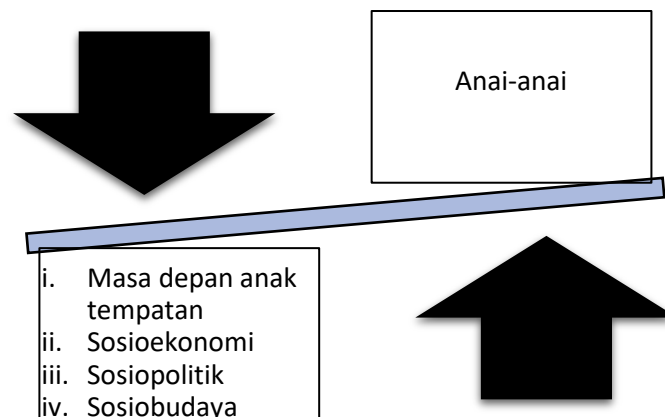 Anai-anai
i. Masa depan anak
tempatan
ii. Sosioekonomi
iii. Sosiopolitik
iv. Sosiobudaya